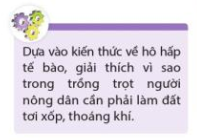 Dựa vào kiến thức về hô hấp
tế bào, giải thích vì sao
trong trồng trọt người
nông dân cần phải làm đất
tơi xốp, thoáng khí.